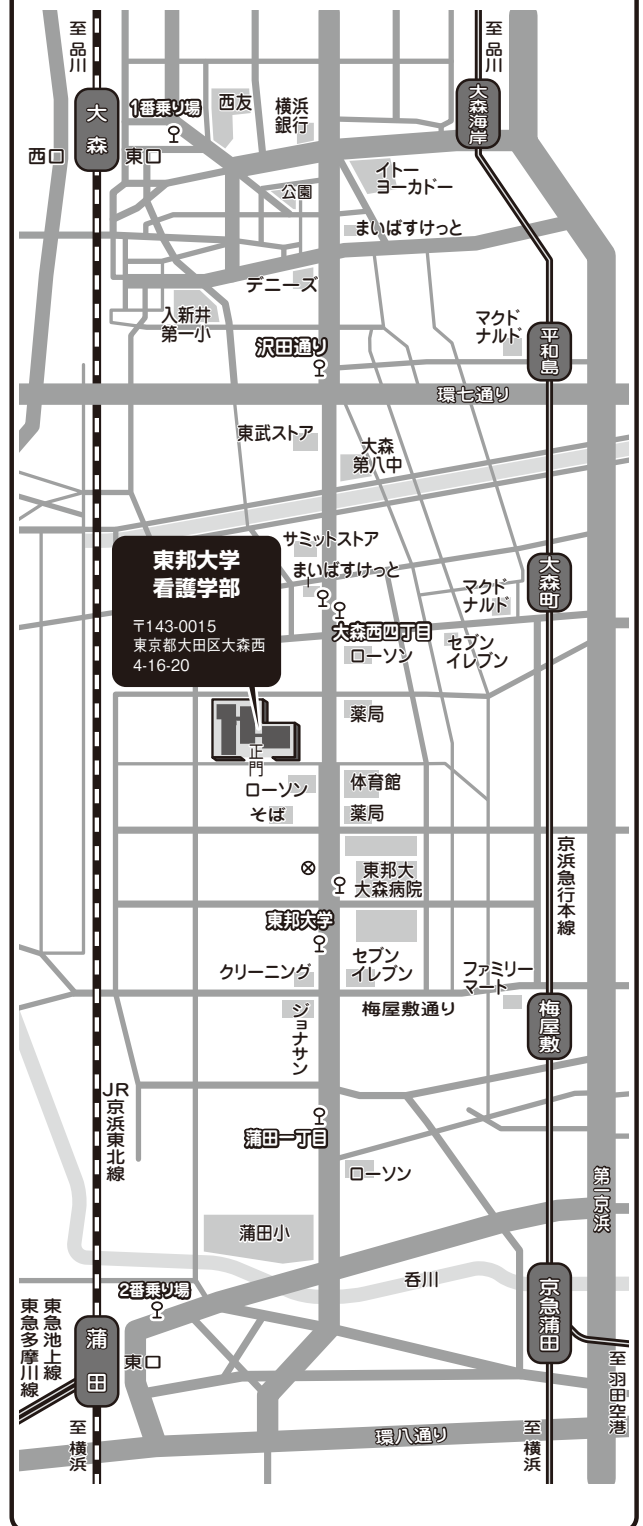 至品川
至品川
大森
1番乗り場
西友
横浜
銀行
大森海岸
西口
東口
イトー
ヨーカドー
公園
まいばすけっと
デニーズ
入新井
第一小
マクド
ナルド
平和島
沢田通り
環七通り
東武ストア
大森
第八中
サミットストア
東邦大学
看護学部
〒143-0015
東京都大田区大森西
4-16-20
まいばすけっと
大森町
マクド
ナルド
大森西四丁目
ローソン
セブン
イレブン
薬局
正門
ローソン
体育館
そば
薬局
東邦大
大森病院
京浜急行本線
東邦大学
クリーニング
セブン
イレブン
ファミリー
マート
梅屋敷通り
梅屋敷
ジョナサン
JR京浜東北線
蒲田一丁目
ローソン
第一京浜
蒲田小
呑川
2番乗り場
京急蒲田
東急池上線
東急多摩川線
蒲田
東口
至羽田空港
環八通り
至横浜
至横浜